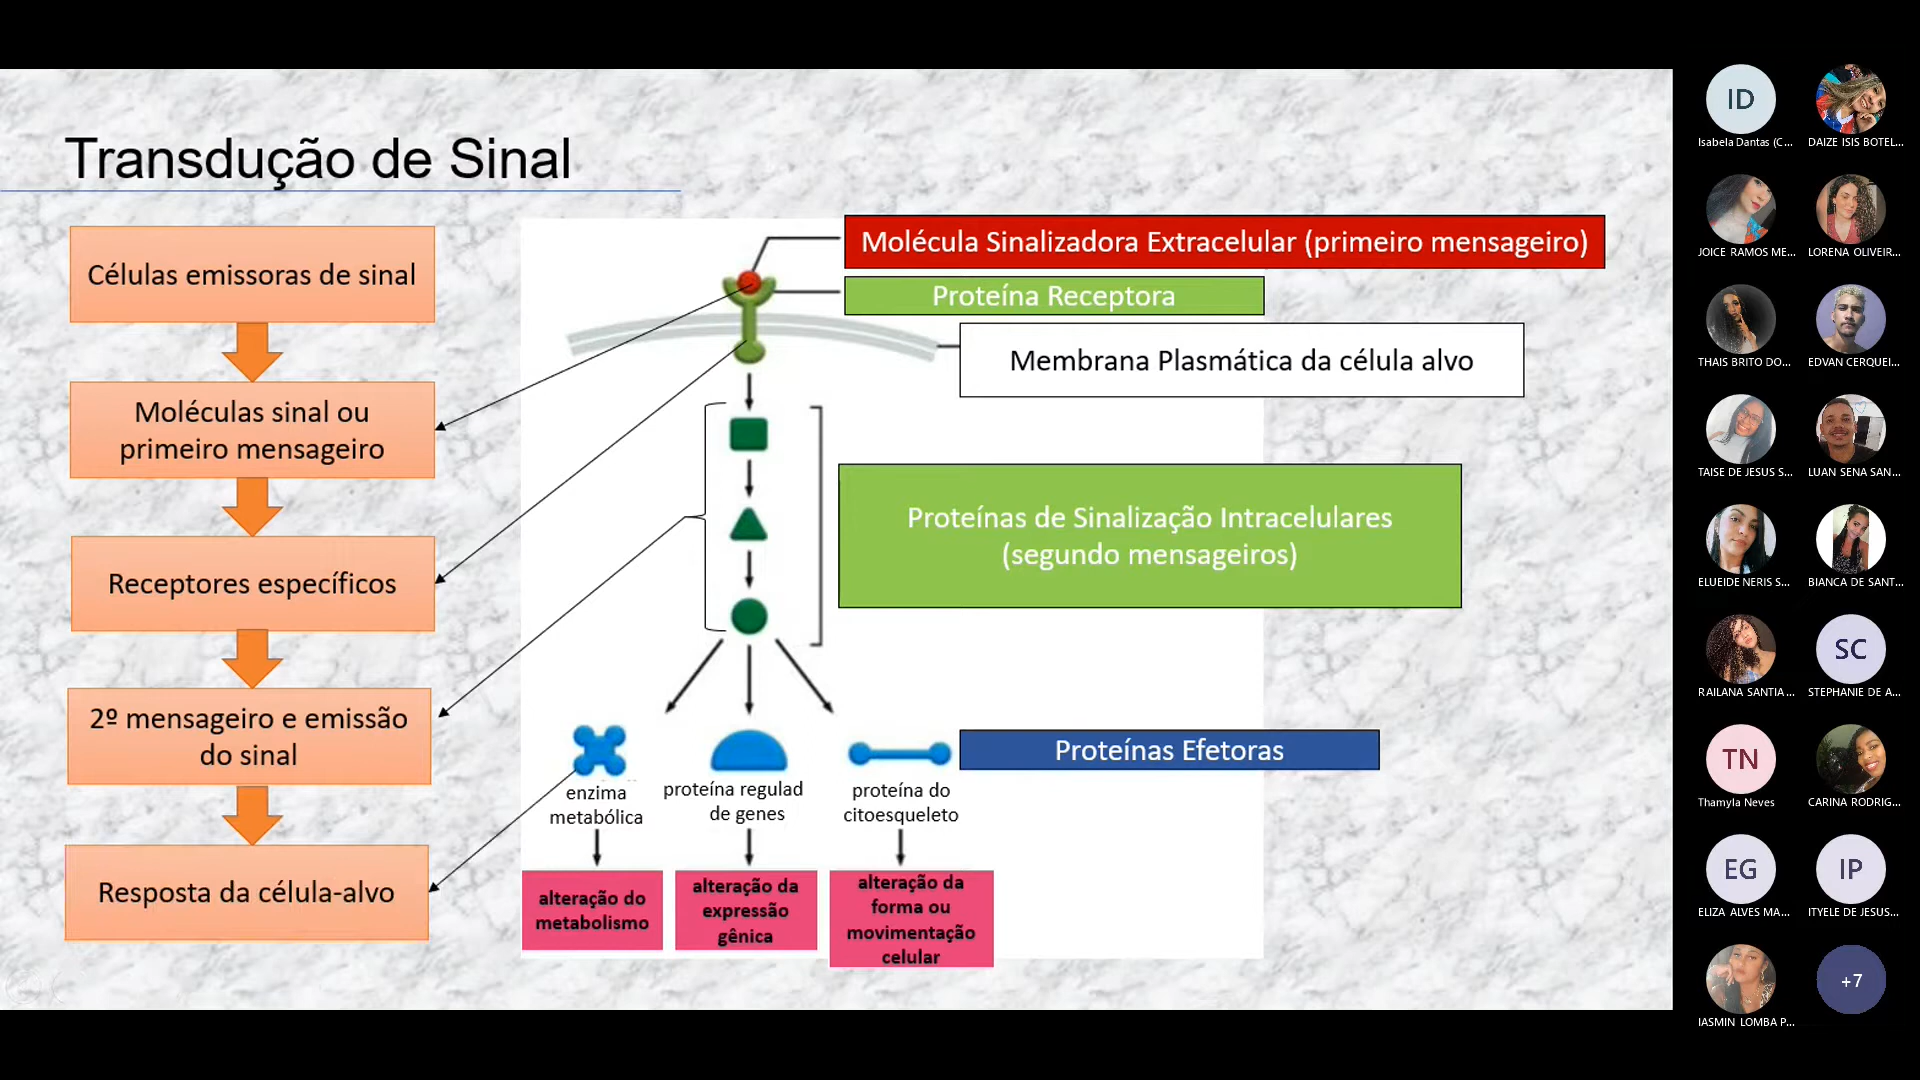 Transdução de Sinal
Células emissoras de sinal
Moléculas sinal ou
primeiro mensageiro
Receptores específicos
2º mensageiro e emissão
do sinal
Resposta da célula-alvo
Molécula Sinalizadora Extracelular (primeiro mensageiro)
Proteína Receptora
Membrana Plasmática da célula alvo
Proteínas de Sinalização Intracelulares
(segundo mensageiros)
Proteínas Efetoras
enzima
metabólica
proteína regulad
de genes
proteína do
citoesqueleto
alteração do
metabolismo
alteração da
expressão
gênica
alteração da
forma ou
movimentação
celular
ID
Isabela Dantas (C...
DAIZE ISIS BOTEL...
JOICE RAMOS ME...
LORENA OLIVEIR...
THAIS BRITO DO...
EDVAN CERQUEI...
TAISE DE JESUS S...
LUAN SENA SAN...
ELUEIDE NERIS S...
BIANCA DE SANT...
RAILANA SANTIA...
SC
STEPHANIE DE A...
TN
Thamyla Neves
CARINA RODRIG...
EG
ELIZA ALVES MA...
IP
ITYELE DE JESUS...
IASMIN LOMBA P...
+7